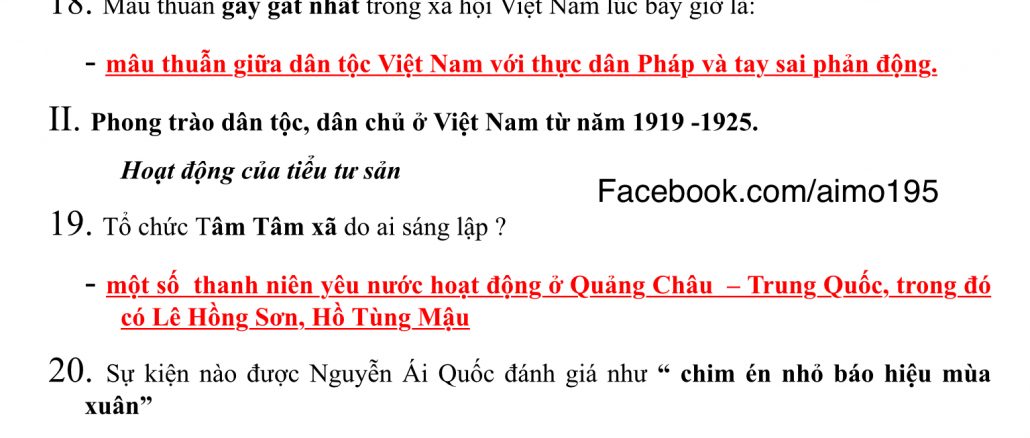 18. Mâu thuẫn gay gắt nhất trong xã hội Việt Nam lúc bấy giờ là:
- mâu thuẫn giữa dân tộc Việt Nam với thực dân Pháp và tay sai phản động.
II. Phong trào dân tộc, dân chủ ở Việt Nam từ năm 1919 -1925.
Hoạt động của tiểu tư sản
Facebook.com/aimo195
19. Tổ chức Tâm Tâm xã do ai sáng lập ?
- một số thanh niên yêu nước hoạt động ở Quảng Châu – Trung Quốc, trong đó
có Lê Hồng Sơn, Hồ Tùng Mậu
20. Sự kiện nào được Nguyễn Ái Quốc đánh giá như “ chim én nhỏ báo hiệu mùa
xuân”